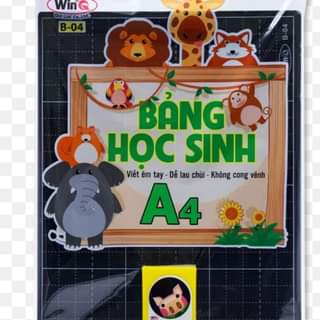 WinQ
B-04
BẢNG
HỌC SINH
Viết êm tay - Dễ lau chùi - Không cong vênh
A4